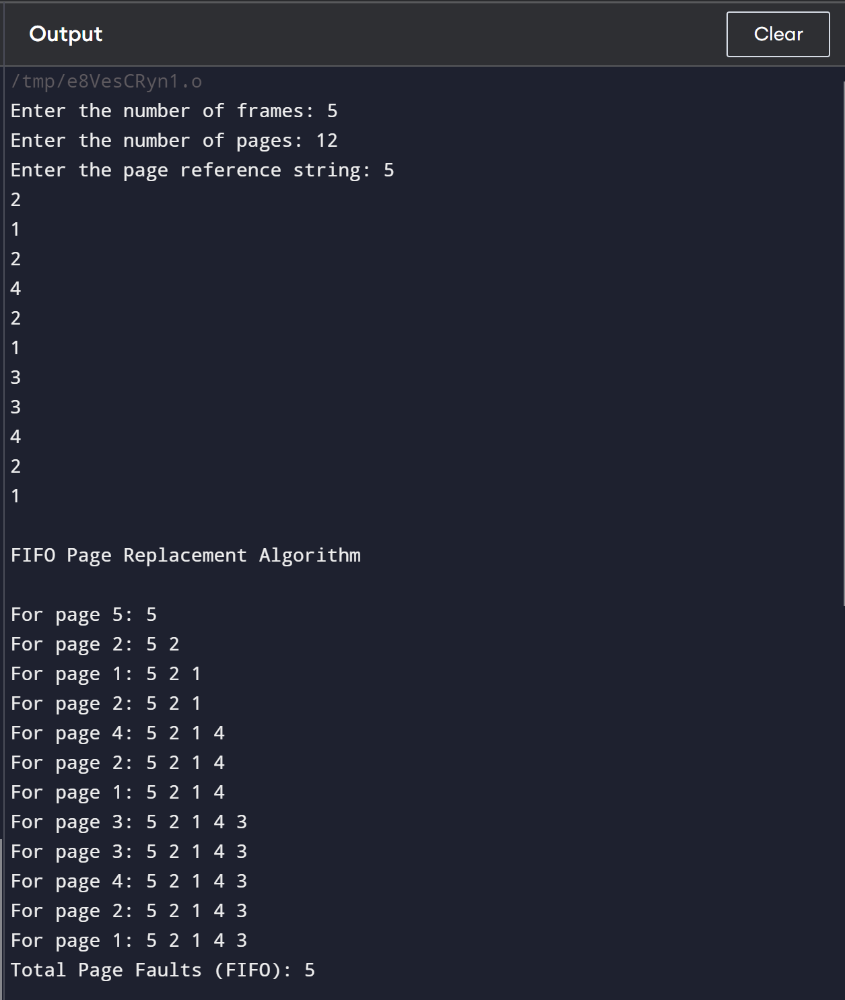 Output
Clear
/tmp/e8VesCRyn1.o
Enter the number of frames: 5
Enter the number of pages: 12
Enter the page reference string: 5
2
1
2
4
2
1
3
3
4
2
1
FIFO Page Replacement Algorithm
For page 5: 5
For page 2: 5 2
For page 1: 5 2 1
For page 2: 5 2 1
For page 4: 5 2 1 4
For page 2: 5 2 1 4
For page 1: 5 2 1 4
For page 3: 5 2 1 4 3
For page 3: 5 2 1 4 3
For page 4: 5 2 1 4 3
For page 2: 5 2 1 4 3
For page 1: 5 2 1 4 3
Total Page Faults (FIFO): 5